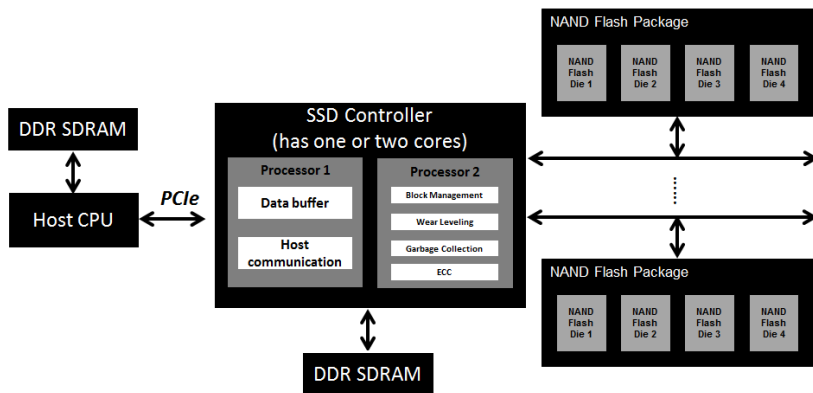 NAND Flash Package
NAND
Flash
Die 1
NAND
Flash
Die 2
NAND
Flash
Die 3
NAND
Flash
Die 4
DDR SDRAM
Host CPU
PCIe
SSD Controller
(has one or two cores)
Processor 1
Data buffer
Host
communication
Processor 2
Block Management
Wear Leveling
Garbage Collection
ECC
DDR SDRAM
NAND Flash Package
NAND
Flash
Die 1
NAND
Flash
Die 2
NAND
Flash
Die 3
NAND
Flash
Die 4